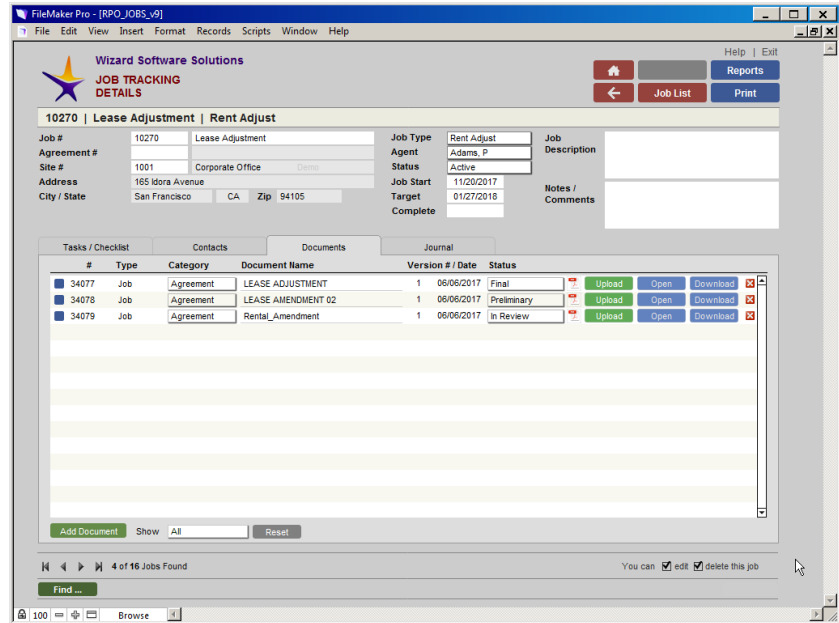 FileMaker Pro - [RPO_JOBS_v9]
File Edit View Insert Format Records Scripts Window Help
Help | Exit
Wizard Software Solutions
JOB TRACKING
DETAILS
Reports
Job List
Print
10270 | Lease Adjustment | Rent Adjust
Job # 10270 Lease Adjustment Job Type Rent Adjust Job Description
Agreement # Agent Adams, P
Site # 1001 Corporate Office Demo Status Active
Address 165 Idora Avenue Job Start 11/20/2017 Notes / Comments
City / State San Francisco CA Zip 94105 Target 01/27/2018
Complete
Tasks / Checklist Contacts Documents Journal
# Type Category Document Name Version # / Date Status
34077 Job Agreement LEASE ADJUSTMENT 1 06/06/2017 Final Upload Open Download
34078 Job Agreement LEASE AMENDMENT 02 1 06/06/2017 Preliminary Upload Open Download
34079 Job Agreement Rental_Amendment 1 06/06/2017 In Review Upload Open Download
Add Document Show All Reset
4 of 16 Jobs Found You can edit delete this job
Find ...
100 Browse